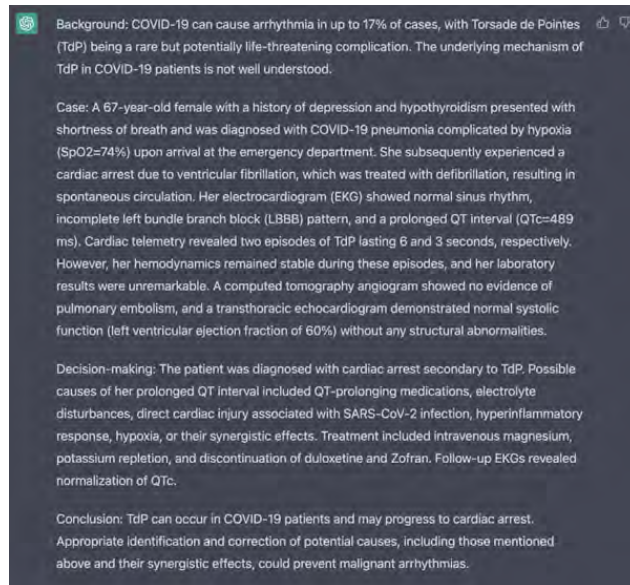 Background: COVID-19 can cause arrhythmia in up to 17% of cases, with Torsade de Pointes
(TdP) being a rare but potentially life-threatening complication. The underlying mechanism of
TdP in COVID-19 patients is not well understood.
Case: A 67-year-old female with a history of depression and hypothyroidism presented with
shortness of breath and was diagnosed with COVID-19 pneumonia complicated by hypoxia
(SpO2=74%) upon arrival at the emergency department. She subsequently experienced a
cardiac arrest due to ventricular fibrillation, which was treated with defibrillation, resulting in
spontaneous circulation. Her electrocardiogram (EKG) showed normal sinus rhythm,
incomplete left bundle branch block (LBBB) pattern, and a prolonged QT interval (QTc=489
ms). Cardiac telemetry revealed two episodes of TdP lasting 6 and 3 seconds, respectively.
However, her hemodynamics remained stable during these episodes, and her laboratory
results were unremarkable. A computed tomography angiogram showed no evidence of
pulmonary embolism, and a transthoracic echocardiogram demonstrated normal systolic
function (left ventricular ejection fraction of 60%) without any structural abnormalities.
Decision-making: The patient was diagnosed with cardiac arrest secondary to TdP. Possible
causes of her prolonged QT interval included QT-prolonging medications, electrolyte
disturbances, direct cardiac injury associated with SARS-CoV-2 infection, hyperinflammatory
response, hypoxia, or their synergistic effects. Treatment included intravenous magnesium,
potassium repletion, and discontinuation of duloxetine and Zofran. Follow-up EKGs revealed
normalization of QTc.
Conclusion: TdP can occur in COVID-19 patients and may progress to cardiac arrest.
Appropriate identification and correction of potential causes, including those mentioned
above and their synergistic effects, could prevent malignant arrhythmias.